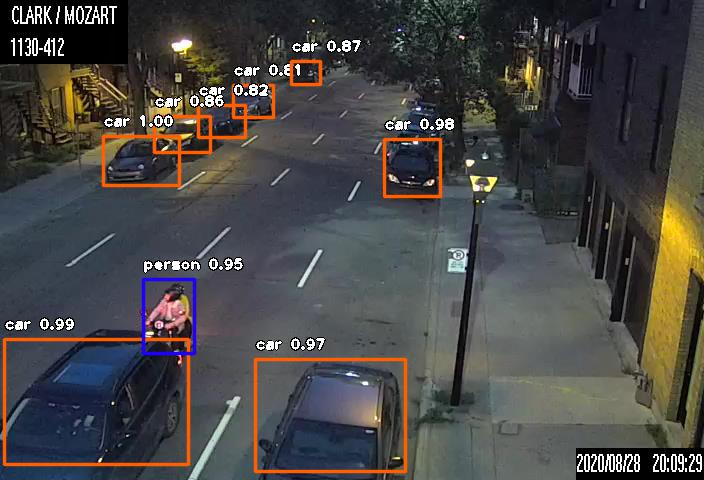 CLARK / MOZART
1130-412
car 0.87
car 0.81
car 0.82
car 0.86
car 1.00
car 0.98
person 0.95
car 0.99
car 0.97
2020/08/28 20:09:29